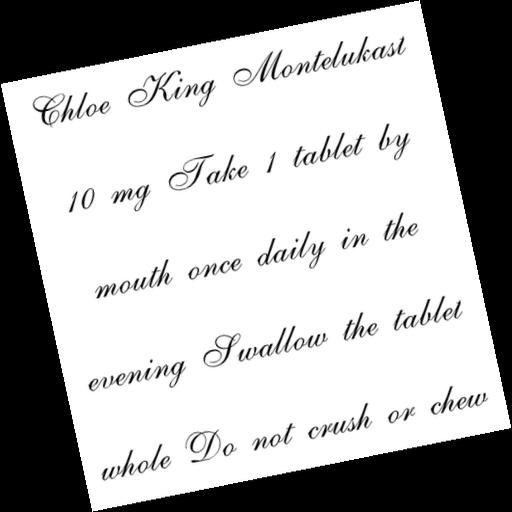 Chloe King Montelukast
10 mg Take 1 tablet by
mouth once daily in the
evening Swallow the tablet
whole Do not crush or chew